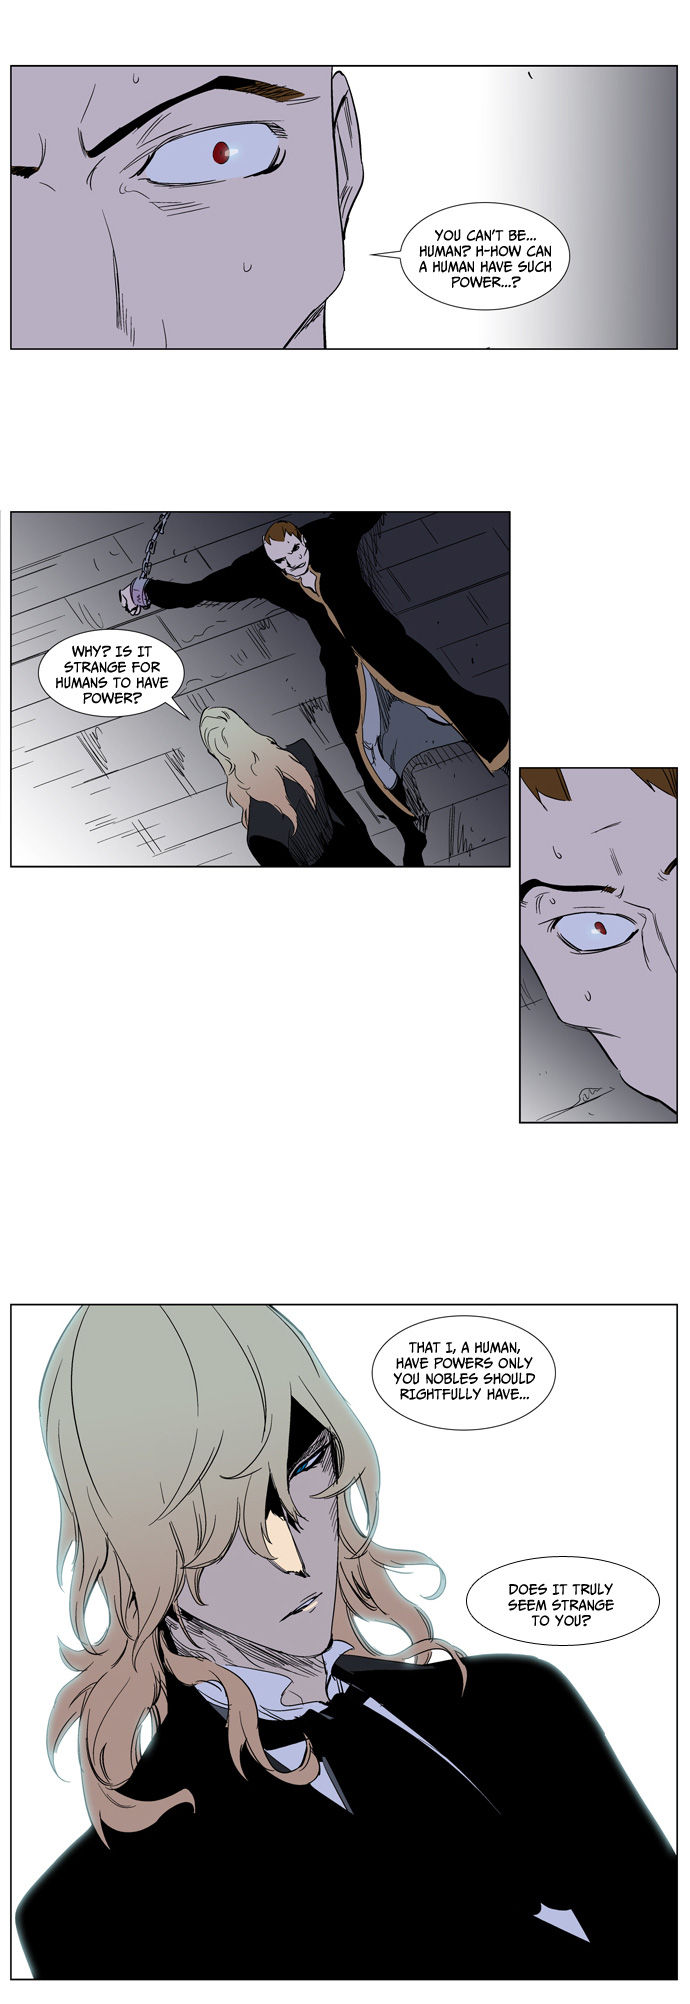 YOU CAN'T BE...
HUMAN? H-HOW CAN
A HUMAN HAVE SUCH
POWER...?
WHY? IS IT
STRANGE FOR
HUMANS TO HAVE
POWER?
THAT I, A HUMAN,
HAVE POWERS ONLY
YOU NOBLES SHOULD
RIGHTFULLY HAVE...
DOES IT TRULY
SEEM STRANGE
TO YOU?